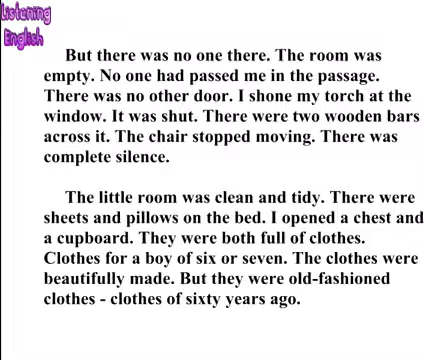 Listening
English
But there was no one there. The room was
empty. No one had passed me in the passage.
There was no other door. I shone my torch at the
window. It was shut. There were two wooden bars
across it. The chair stopped moving. There was
complete silence.
The little room was clean and tidy. There were
sheets and pillows on the bed. I opened a chest and
a cupboard. They were both full of clothes.
Clothes for a boy of six or seven. The clothes were
beautifully made. But they were old-fashioned
clothes - clothes of sixty years ago.